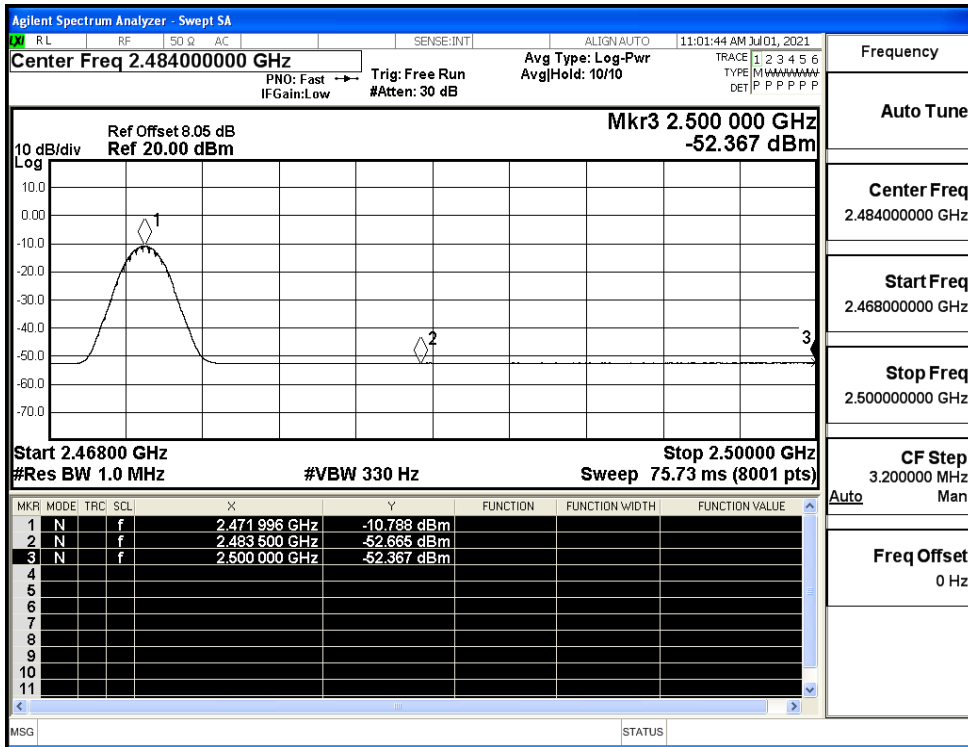 Agilent Spectrum Analyzer - Swept SA
LXI RL RF 50 Ω AC SENSE:INT ALIGN AUTO 11:01:44 AM Jul 01, 2021
Center Freq 2.484000000 GHz
PNO: Fast
IFGain:Low
Trig: Free Run
#Atten: 30 dB
Avg Type: Log-Pwr
Avg|Hold: 10/10
TRACE 1 2 3 4 5 6
TYPE M
DET P P P P P P
Ref Offset 8.05 dB
10 dB/div Ref 20.00 dBm
Log
Mkr3 2.500 000 GHz
-52.367 dBm
10.0
0.00
-10.0
-20.0
-30.0
-40.0
-50.0
-60.0
-70.0
1
2
3
Start 2.46800 GHz Stop 2.50000 GHz
#Res BW 1.0 MHz #VBW 330 Hz Sweep 75.73 ms (8001 pts)
MKR MODE TRC SCL X Y FUNCTION FUNCTION WIDTH FUNCTION VALUE
1 N f 2.471 996 GHz -10.788 dBm
2 N f 2.483 500 GHz -52.665 dBm
3 N f 2.500 000 GHz -52.367 dBm
4
5
6
7
8
9
10
11
MSG STATUS
Frequency
Auto Tune
Center Freq
2.484000000 GHz
Start Freq
2.468000000 GHz
Stop Freq
2.500000000 GHz
CF Step
3.200000 MHz
Auto Man
Freq Offset
0 Hz